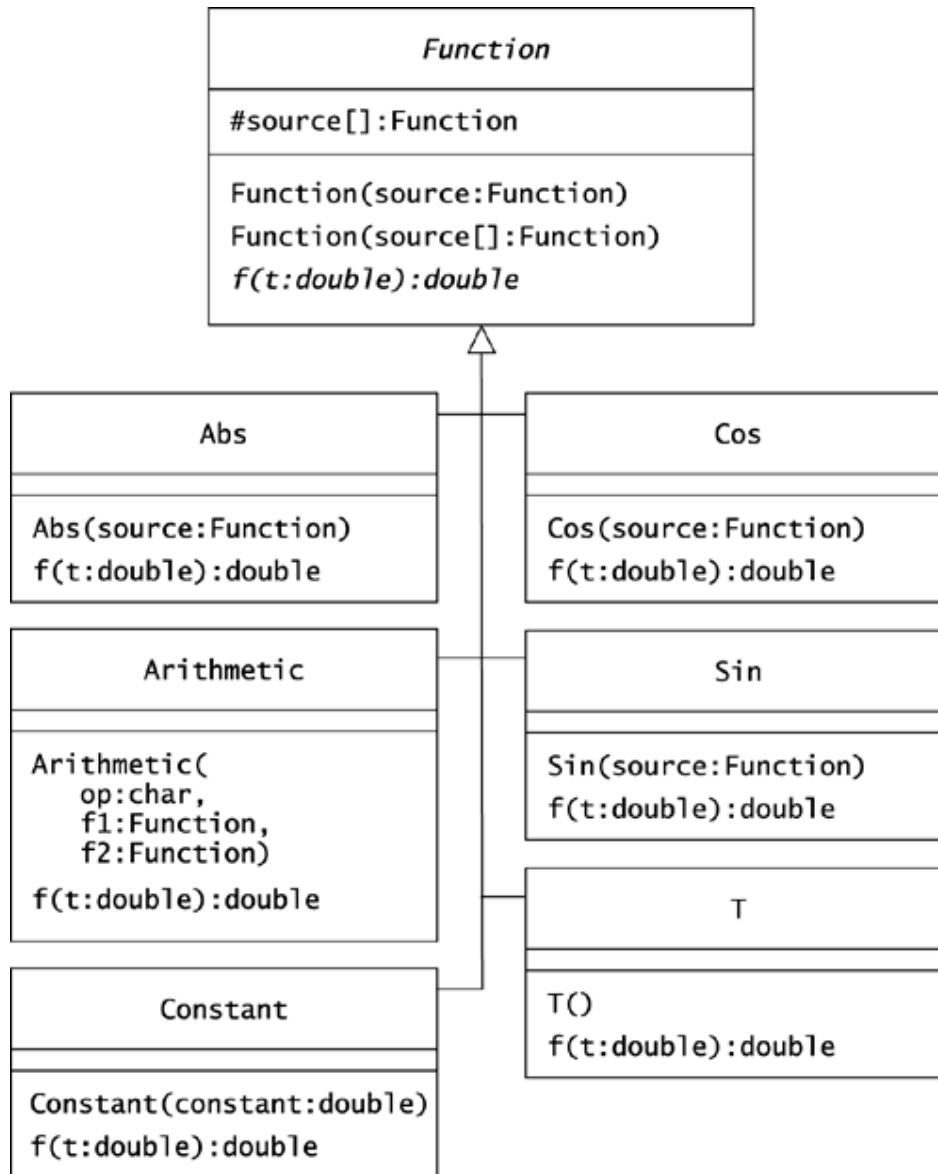 Function
#source[]:Function
Function(source:Function)
Function(source[]:Function)
f(t:double):double
Abs
Abs(source:Function)
f(t:double):double
Cos
Cos(source:Function)
f(t:double):double
Arithmetic
Arithmetic(
op:char,
f1:Function,
f2:Function)
f(t:double):double
Sin
Sin(source:Function)
f(t:double):double
T
T()
f(t:double):double
Constant
Constant(constant:double)
f(t:double):double